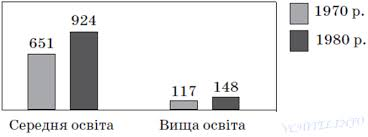 924
651
117
148
Середня освіта
Вища освіта
1970 р.
1980 р.